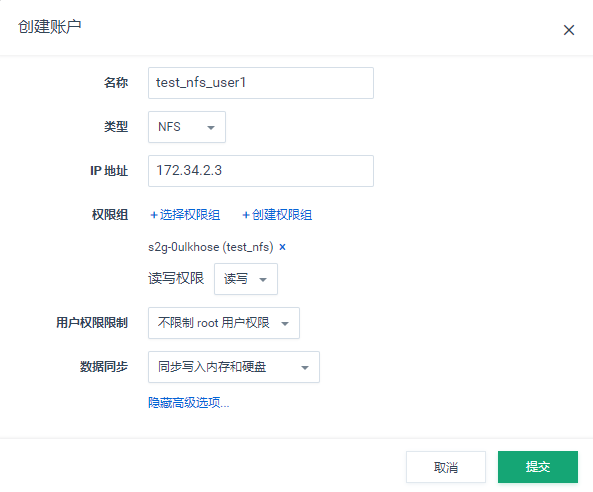 创建账户
名称 test_nfs_user1
类型 NFS
IP 地址 172.34.2.3
权限组 +选择权限组 +创建权限组
s2g-0ulkhose (test_nfs) ×
读写权限 读写
用户权限限制 不限制 root 用户权限
数据同步 同步写入内存和硬盘
隐藏高级选项...
取消 提交